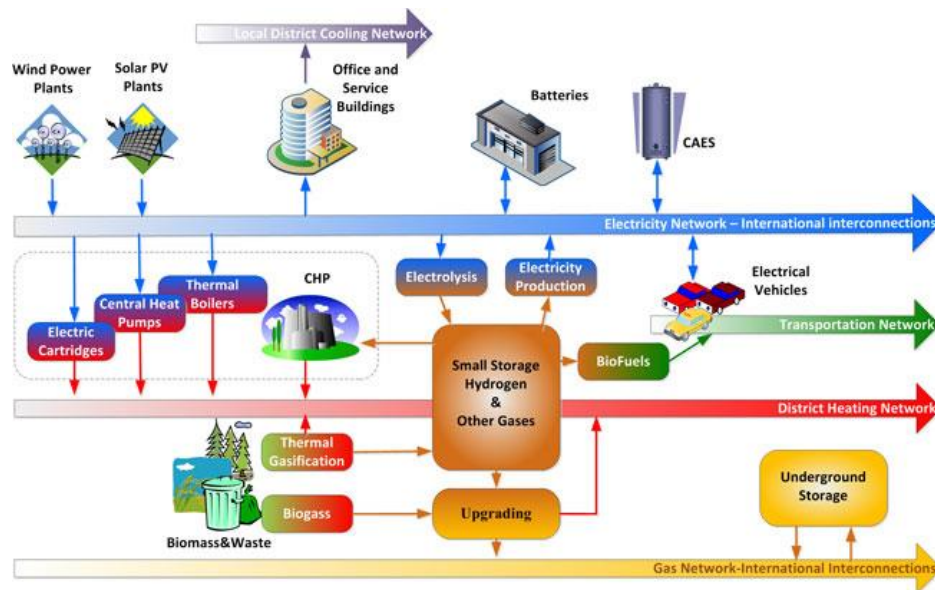 Local District Cooling Network
Wind Power
Plants
Solar PV
Plants
Office and
Service
Buildings
Batteries
CAES
Electricity Network – International interconnections
Electric
Cartridges
Central Heat
Pumps
Thermal
Boilers
CHP
Electrolysis
Electricity
Production
Electrical
Vehicles
Transportation Network
Small Storage
Hydrogen
&
Other Gases
BioFuels
District Heating Network
Thermal
Gasification
Biogass
Biomass&Waste
Upgrading
Underground
Storage
Gas Network-International Interconnections